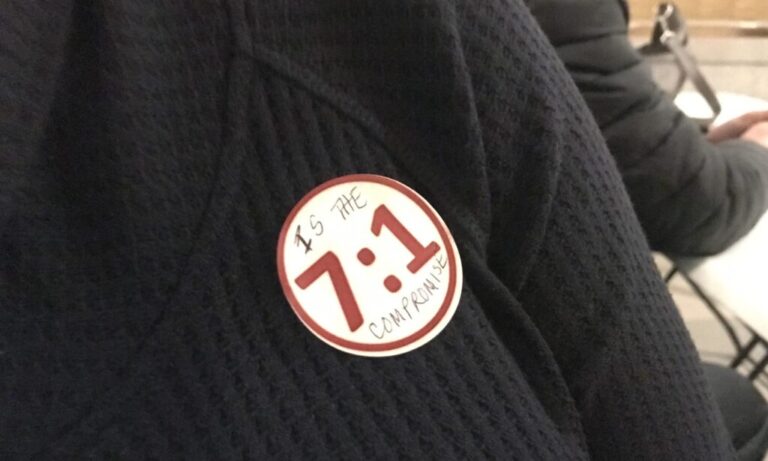 IS THE
7:1
COMPROMISE